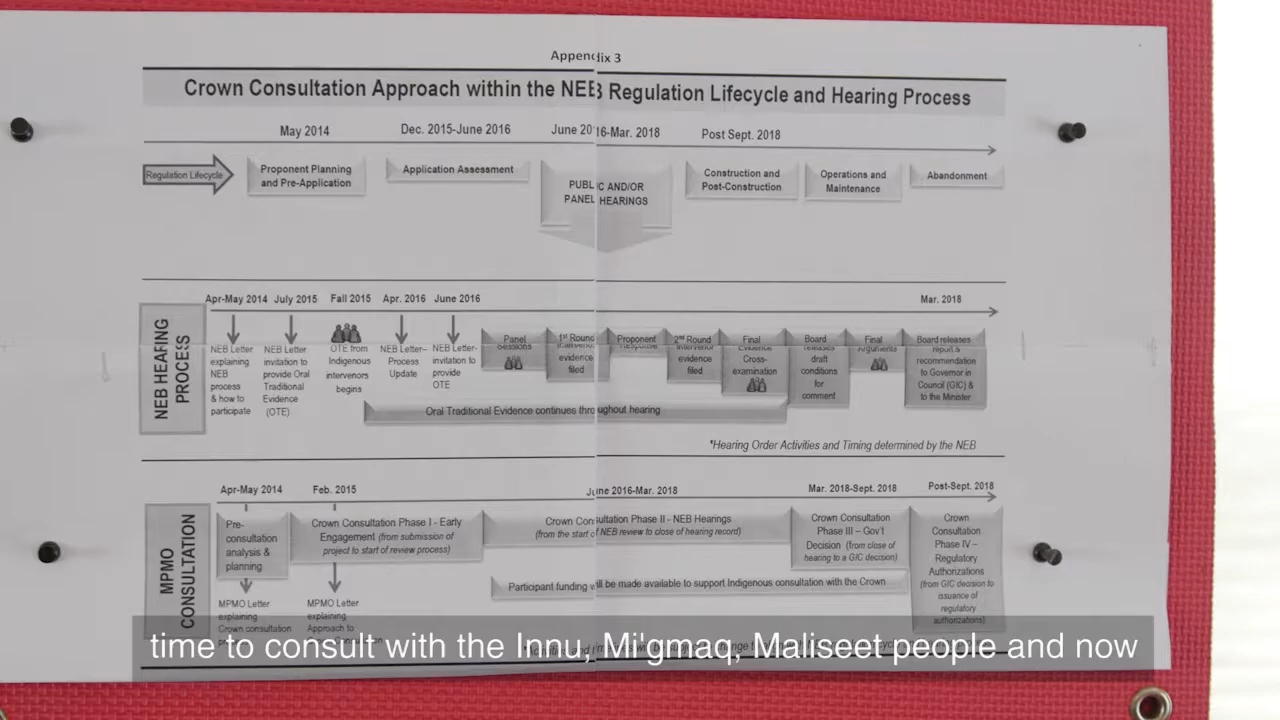 Appendix 3
Crown Consultation Approach within the NEB Regulation Lifecycle and Hearing Process
May 2014
Dec. 2015-June 2016
June 2016-Mar. 2018
Post Sept. 2018
Regulation Lifecycle
Proponent Planning
and Pre-Application
Application Assessment
PUBLIC AND/OR
PANEL HEARINGS
Construction and
Post-Construction
Operations and
Maintenance
Abandonment
Apr-May 2014
July 2015
Fall 2015
Apr. 2016
June 2016
Mar. 2018
NEB HEARING
PROCESS
NEB Letter
explaining
NEB
process
& how to
participate
NEB Letter
invitation to
provide Oral
Traditional
Evidence
(OTE)
OTE from
Indigenous
intervenors
begins
NEB Letter–
Process
Update
NEB Letter-
invitation to
provide
OTE
Panel
Sessions
1st Round
Intervenor
evidence
filed
Proponent
Response
2nd Round
Intervenor
evidence
filed
Final
Evidence
Cross-
examination
Board
releases
draft
conditions
for
comment
Final
Arguments
Board releases
report &
recommendation
to Governor in
Council (GIC) &
to the Minister
Oral Traditional Evidence continues throughout hearing
*Hearing Order Activities and Timing determined by the NEB
Apr-May 2014
Feb. 2015
June 2016-Mar. 2018
Mar. 2018-Sept. 2018
Post-Sept. 2018
MPMO
CONSULTATION
Pre-
consultation
analysis &
planning
Crown Consultation Phase I - Early
Engagement (from submission of
project to start of review process)
Crown Consultation Phase II - NEB Hearings
(from the start of NEB review to close of hearing record)
Crown Consultation
Phase III – Gov't
Decision (from close of
hearing to a GIC decision)
Crown
Consultation
Phase IV –
Regulatory
Authorizations
(from GIC decision to
issuance of
regulatory
authorizations)
Participant funding will be made available to support Indigenous consultation with the Crown
MPMO Letter
explaining
Crown consultation
MPMO Letter
explaining
Approach to
time to consult with the Innu, Mi'gmaq, Maliseet people and now